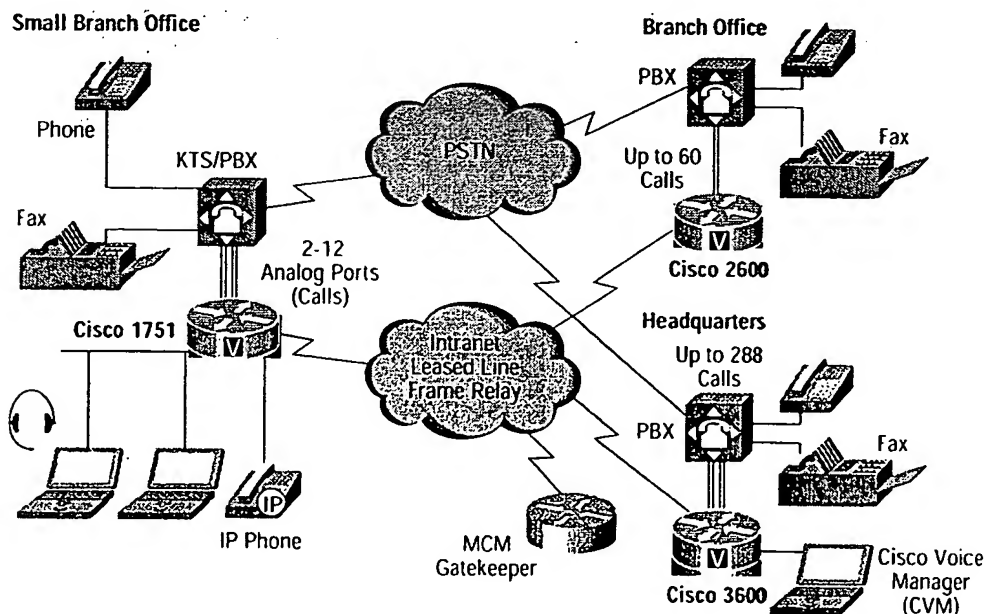 Small Branch Office
Phone
KTS/PBX
Fax
2-12
Analog Ports
(Calls)
Cisco 1751
V
IP
IP Phone
PSTN
Intranet
Leased Line
Frame Relay
MCM
Gatekeeper
Branch Office
PBX
Fax
Up to 60
Calls
V
Cisco 2600
Headquarters
Up to 288
Calls
PBX
Fax
V
Cisco 3600
Cisco Voice
Manager
(CVM)